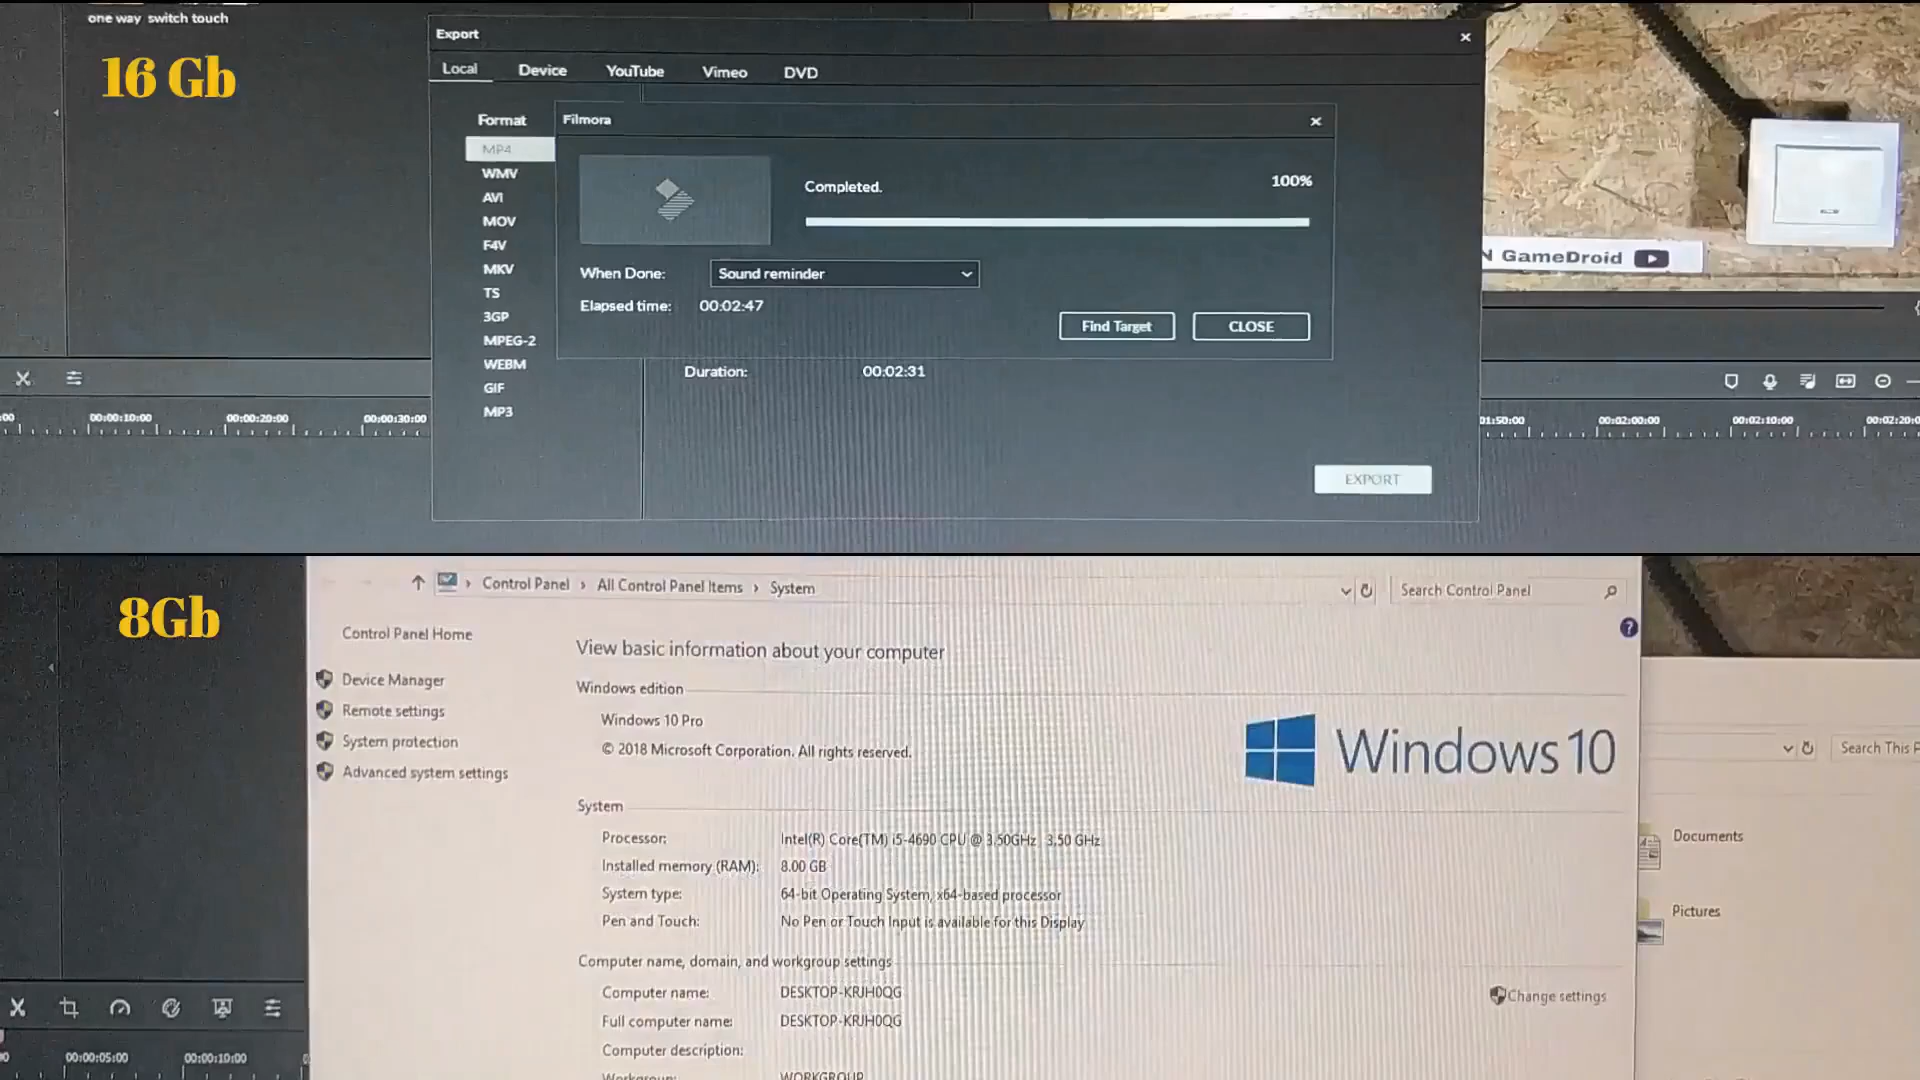 one way switch touch
16 Gb
Export
Local Device YouTube Vimeo DVD
Format
MP4
WMV
AVI
MOV
F4V
MKV
TS
3GP
MPEG-2
WEBM
GIF
MP3
Filmora
Completed.
100%
When Done: Sound reminder
Elapsed time: 00:02:47
Find Target CLOSE
Duration: 00:02:31
EXPORT
N GameDroid
00:00:10:00 00:00:20:00 00:00:30:00
01:50:00 00:02:00:00 00:02:10:00 00:02:20:0
8Gb
Control Panel › All Control Panel Items › System
Search Control Panel
Control Panel Home
Device Manager
Remote settings
System protection
Advanced system settings
View basic information about your computer
Windows edition
Windows 10 Pro
© 2018 Microsoft Corporation. All rights reserved.
Windows 10
System
Processor: Intel(R) Core(TM) i5-4690 CPU @ 3.50GHz 3.50 GHz
Installed memory (RAM): 8.00 GB
System type: 64-bit Operating System, x64-based processor
Pen and Touch: No Pen or Touch Input is available for this Display
Computer name, domain, and workgroup settings
Computer name: DESKTOP-KRJH0QG
Full computer name: DESKTOP-KRJH0QG
Computer description:
Workgroup: WORKGROUP
Change settings
Search This P
Documents
Pictures
00:00:05:00 00:00:10:00